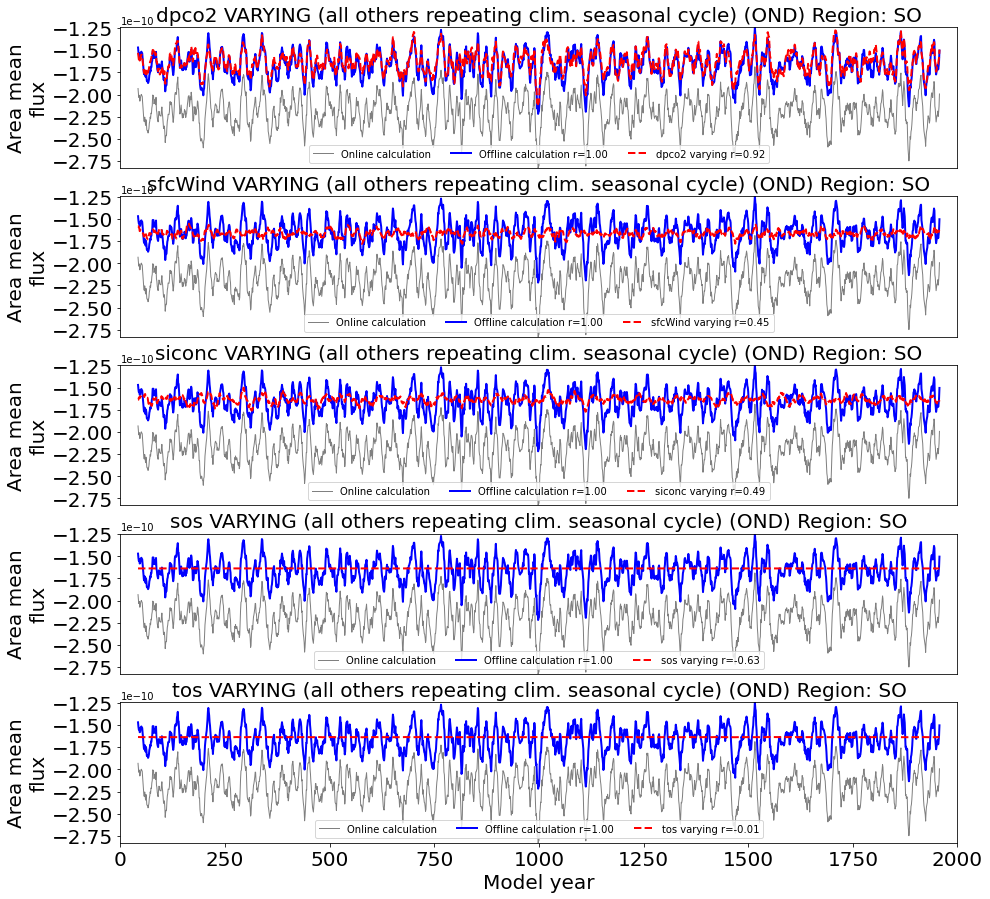 1e−10
dpco2 VARYING (all others repeating clim. seasonal cycle) (OND) Region: SO
−1.25
−1.50
−1.75
−2.00
−2.25
−2.50
−2.75
Area mean
flux
Online calculation
Offline calculation r=1.00
dpco2 varying r=0.92
1e−10
sfcWind VARYING (all others repeating clim. seasonal cycle) (OND) Region: SO
−1.25
−1.50
−1.75
−2.00
−2.25
−2.50
−2.75
Area mean
flux
Online calculation
Offline calculation r=1.00
sfcWind varying r=0.45
1e−10
siconc VARYING (all others repeating clim. seasonal cycle) (OND) Region: SO
−1.25
−1.50
−1.75
−2.00
−2.25
−2.50
−2.75
Area mean
flux
Online calculation
Offline calculation r=1.00
siconc varying r=0.49
1e−10
sos VARYING (all others repeating clim. seasonal cycle) (OND) Region: SO
−1.25
−1.50
−1.75
−2.00
−2.25
−2.50
−2.75
Area mean
flux
Online calculation
Offline calculation r=1.00
sos varying r=-0.63
1e−10
tos VARYING (all others repeating clim. seasonal cycle) (OND) Region: SO
−1.25
−1.50
−1.75
−2.00
−2.25
−2.50
−2.75
Area mean
flux
Online calculation
Offline calculation r=1.00
tos varying r=-0.01
0
250
500
750
1000
1250
1500
1750
2000
Model year